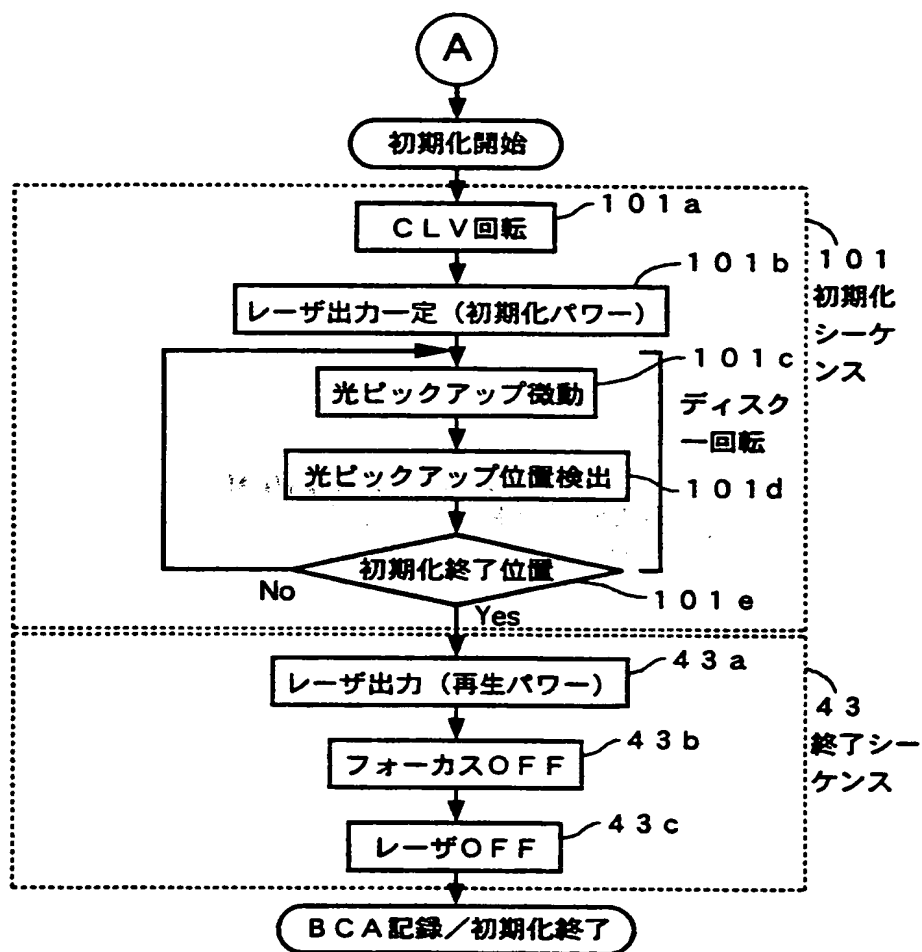 A
初期化開始
101a
CLV回転
101b
レーザ出力一定（初期化パワー）
101
初期化
シーケ
ンス
101c
光ピックアップ微動
ディスク
ー回転
光ピックアップ位置検出
101d
初期化終了位置
No
101e
Yes
43a
レーザ出力（再生パワー）
43
終了シー
ケンス
43b
フォーカスOFF
43c
レーザOFF
BCA記録／初期化終了